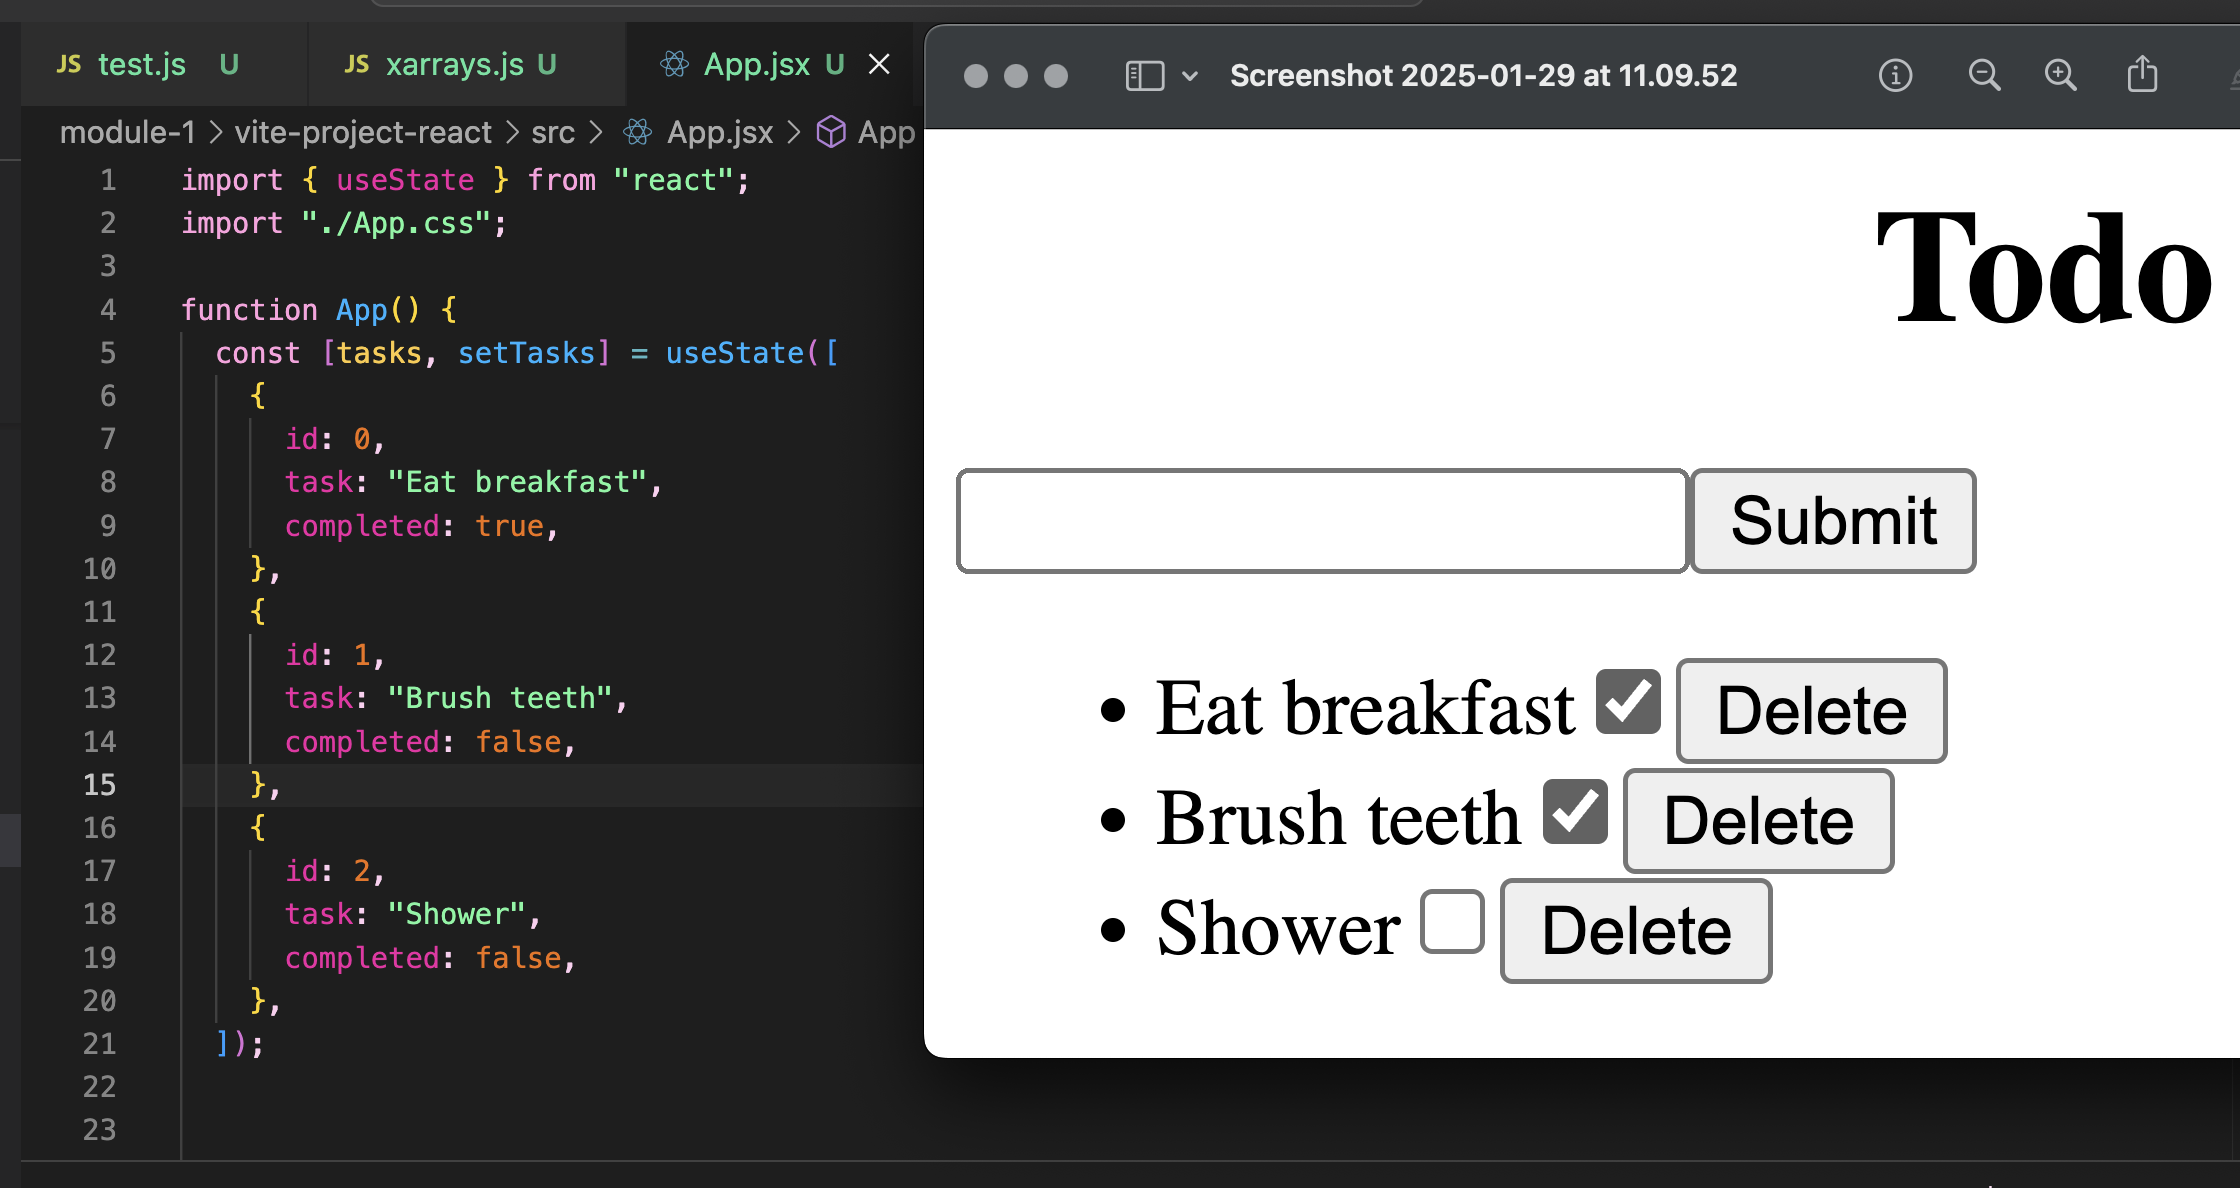 JS test.js U JS xarrays.js U App.jsx U
module-1 > vite-project-react > src > App.jsx > App
1 import { useState } from "react";
2 import "./App.css";
3
4 function App() {
5 const [tasks, setTasks] = useState([
6 {
7 id: 0,
8 task: "Eat breakfast",
9 completed: true,
10 },
11 {
12 id: 1,
13 task: "Brush teeth",
14 completed: false,
15 },
16 {
17 id: 2,
18 task: "Shower",
19 completed: false,
20 },
21 ]);
22
23
Screenshot 2025-01-29 at 11.09.52
Todo
Submit
• Eat breakfast Delete
• Brush teeth Delete
• Shower Delete